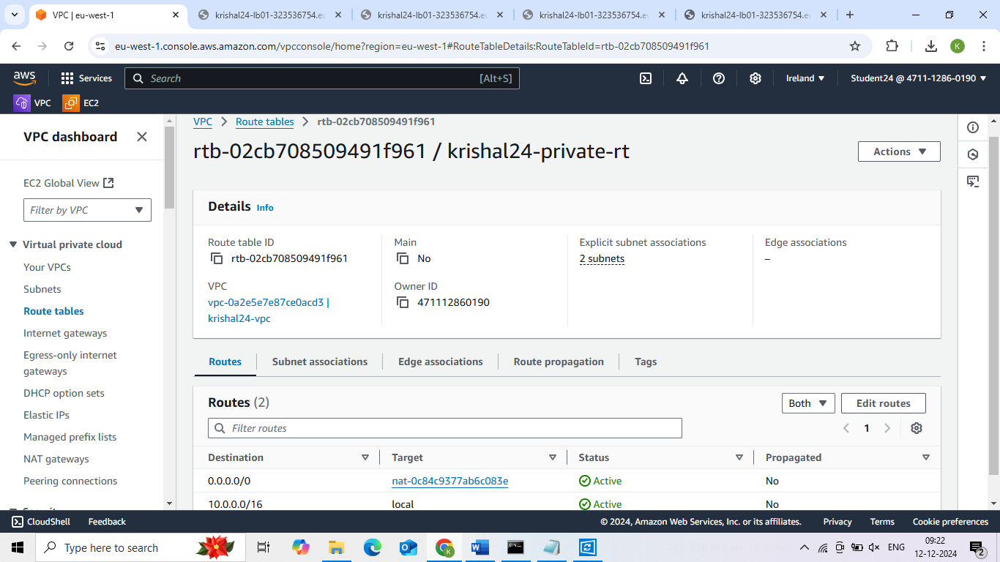 VPC | eu-west-1
krishal24-lb01-323536754.eu
krishal24-lb01-323536754.eu
krishal24-lb01-323536754.eu
krishal24-lb01-323536754.eu
eu-west-1.console.aws.amazon.com/vpcconsole/home?region=eu-west-1#RouteTableDetails:RouteTableId=rtb-02cb708509491f961
K
aws
Services
Search
[Alt+S]
Ireland
Student24 @ 4711-1286-0190
VPC
EC2
VPC dashboard
EC2 Global View
Filter by VPC
Virtual private cloud
Your VPCs
Subnets
Route tables
Internet gateways
Egress-only internet
gateways
DHCP option sets
Elastic IPs
Managed prefix lists
NAT gateways
Peering connections
VPC
Route tables
rtb-02cb708509491f961
rtb-02cb708509491f961 / krishal24-private-rt
Actions
Details
Info
Route table ID
rtb-02cb708509491f961
Main
No
Explicit subnet associations
2 subnets
Edge associations
–
VPC
vpc-0a2e5e7e87ce0acd3 |
krishal24-vpc
Owner ID
471112860190
Routes
Subnet associations
Edge associations
Route propagation
Tags
Routes (2)
Both
Edit routes
Filter routes
1
Destination
Target
Status
Propagated
0.0.0.0/0
nat-0c84c9377ab6c083e
Active
No
10.0.0.0/16
local
Active
No
CloudShell
Feedback
© 2024, Amazon Web Services, Inc. or its affiliates.
Privacy
Terms
Cookie preferences
Type here to search
ENG
09:22
12-12-2024
2